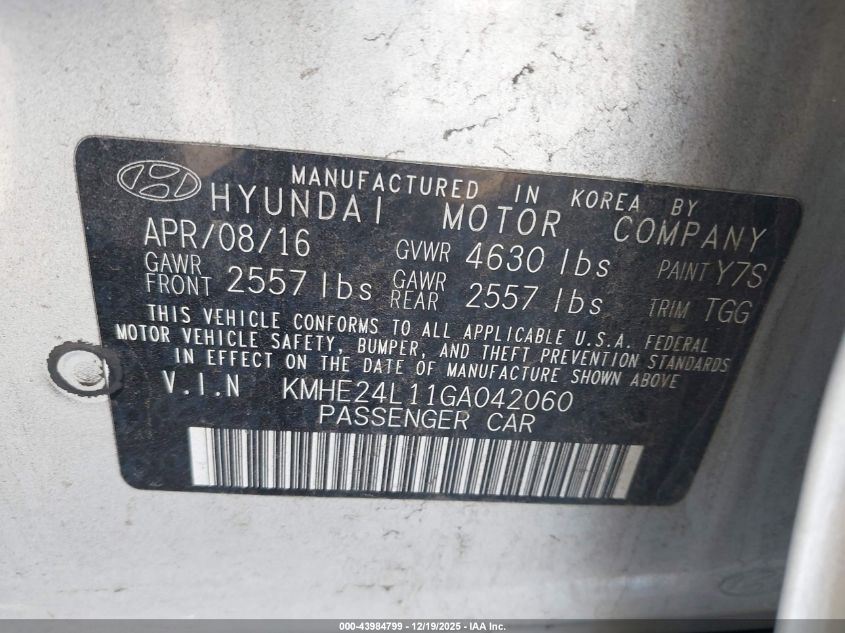 MANUFACTURED IN KOREA BY
HYUNDAI MOTOR COMPANY
APR/08/16 GVWR 4630 lbs PAINT Y7S
GAWR FRONT 2557 lbs GAWR REAR 2557 lbs TRIM TGG
THIS VEHICLE CONFORMS TO ALL APPLICABLE U.S.A. FEDERAL
MOTOR VEHICLE SAFETY, BUMPER, AND THEFT PREVENTION STANDARDS
IN EFFECT ON THE DATE OF MANUFACTURE SHOWN ABOVE
V.I.N KMHE24L11GA042060
PASSENGER CAR
000-43984799 - 12/19/2025 - IAA Inc.